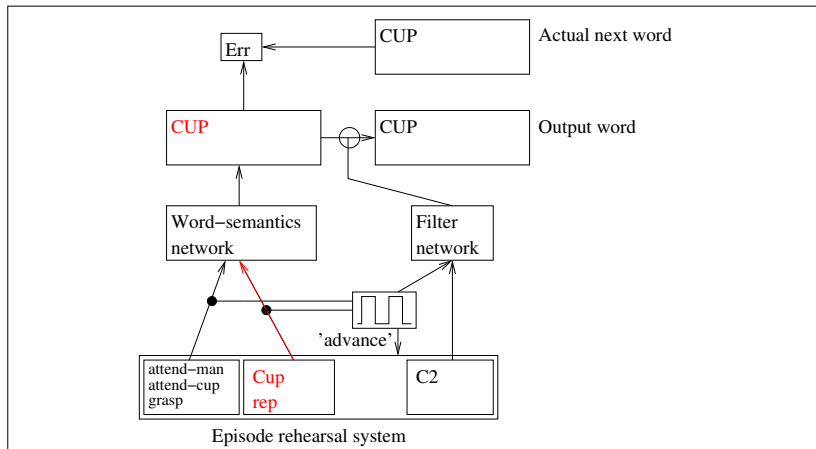 CUP
Actual next word
Err
CUP
CUP
Output word
Word−semantics
network
Filter
network
'advance'
attend−man
attend−cup
grasp
Cup
rep
C2
Episode rehearsal system